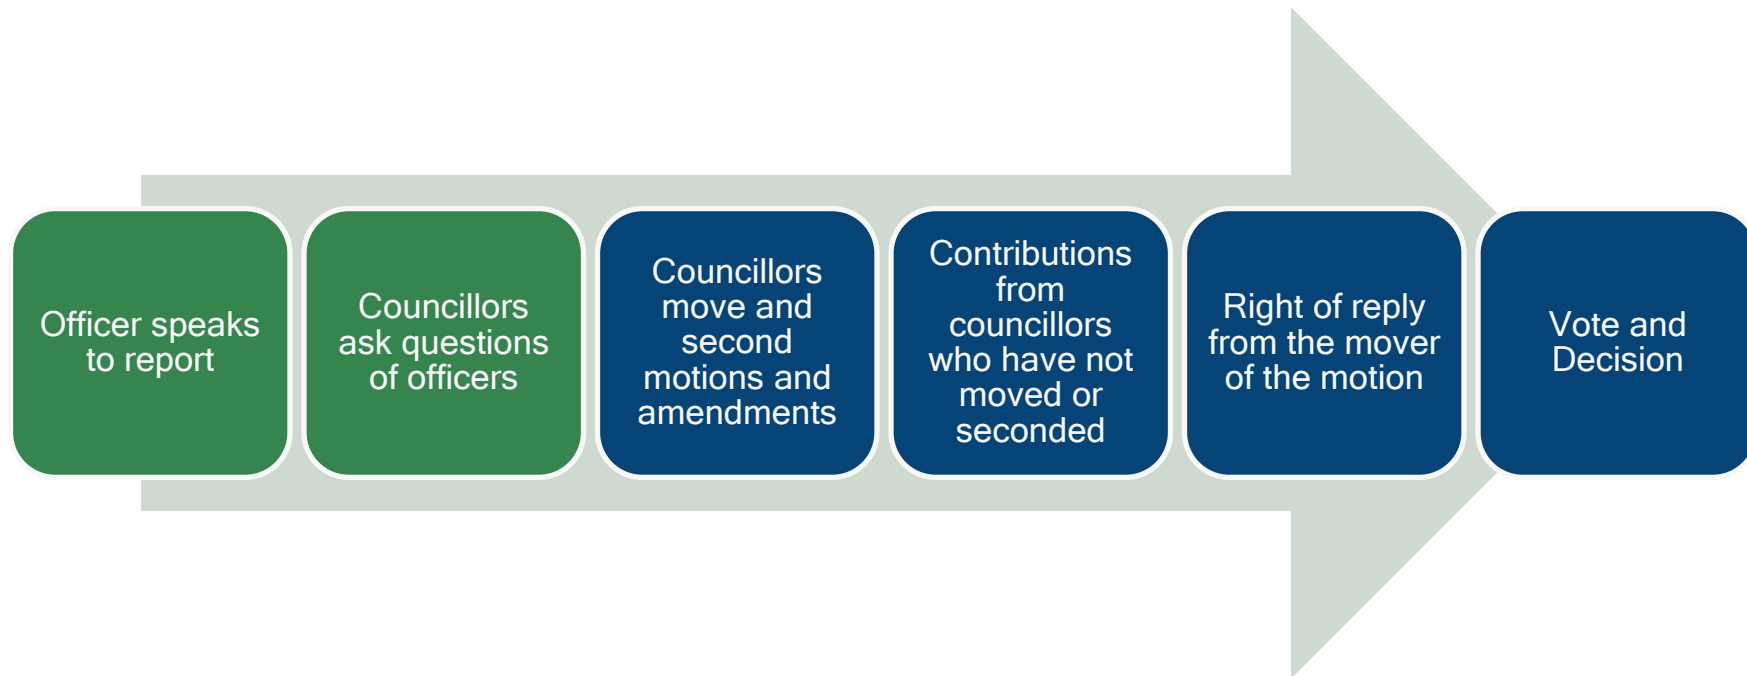 Officer speaks
to report
Councillors
ask questions
of officers
Councillors
move and
second
motions and
amendments
Contributions
from
councillors
who have not
moved or
seconded
Right of reply
from the mover
of the motion
Vote and
Decision